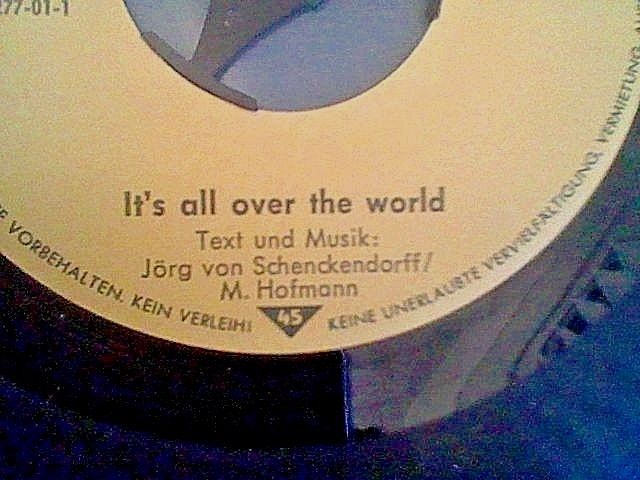 277-01-1
It's all over the world
Text und Musik:
Jörg von Schenckendorff/
M. Hofmann
VORBEHALTEN. KEIN VERLEIH!
45
KEINE UNERLAUBTE VERVIELFÄLTIGUNG, VERMIETUNG,